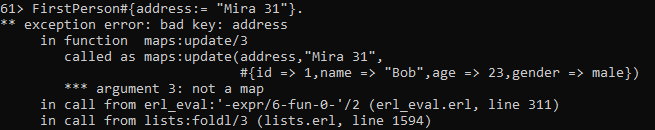 61> FirstPerson#{address:= "Mira 31"}.
** exception error: bad key: address
in function  maps:update/3
called as maps:update(address,"Mira 31",
#{id => 1,name => "Bob",age => 23,gender => male})
*** argument 3: not a map
in call from erl_eval:'-expr/6-fun-0-'/2 (erl_eval.erl, line 311)
in call from lists:foldl/3 (lists.erl, line 1594)